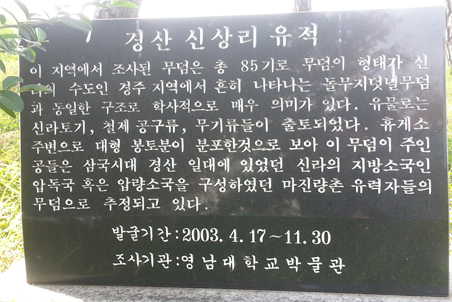 경산 신상리 유적
이 지역에서 조사된 무덤은 총 85기로 무덤의 형태가 신
라의 수도인 경주 지역에서 흔히 나타나는 돌무지덧널무덤
과 동일한 구조로 학사적으로 매우 의미가 있다. 유물로는
신라토기, 철제 공구류, 무기류들이 출토되었다. 휴게소
주변으로 대형 봉토분이 분포한것으로 보아 이 무덤의 주인
공들은 삼국시대 경산 일대에 있었던 신라의 지방소국인
압독국 혹은 압량소국을 구성하였던 마진량촌 유력자들의
무덤으로 추정되고 있다.
발굴기간:2003. 4. 17~11. 30
조사기관:영남대학교박물관